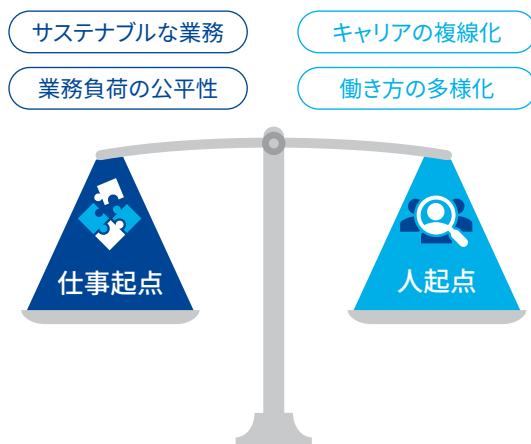 サステナブルな業務
キャリアの複線化
業務負荷の公平性
働き方の多様化
仕事起点
人起点